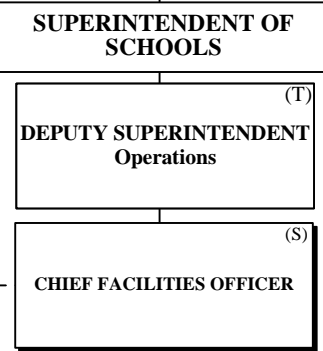 SUPERINTENDENT OF
SCHOOLS
(T)
DEPUTY SUPERINTENDENT
Operations
(S)
CHIEF FACILITIES OFFICER